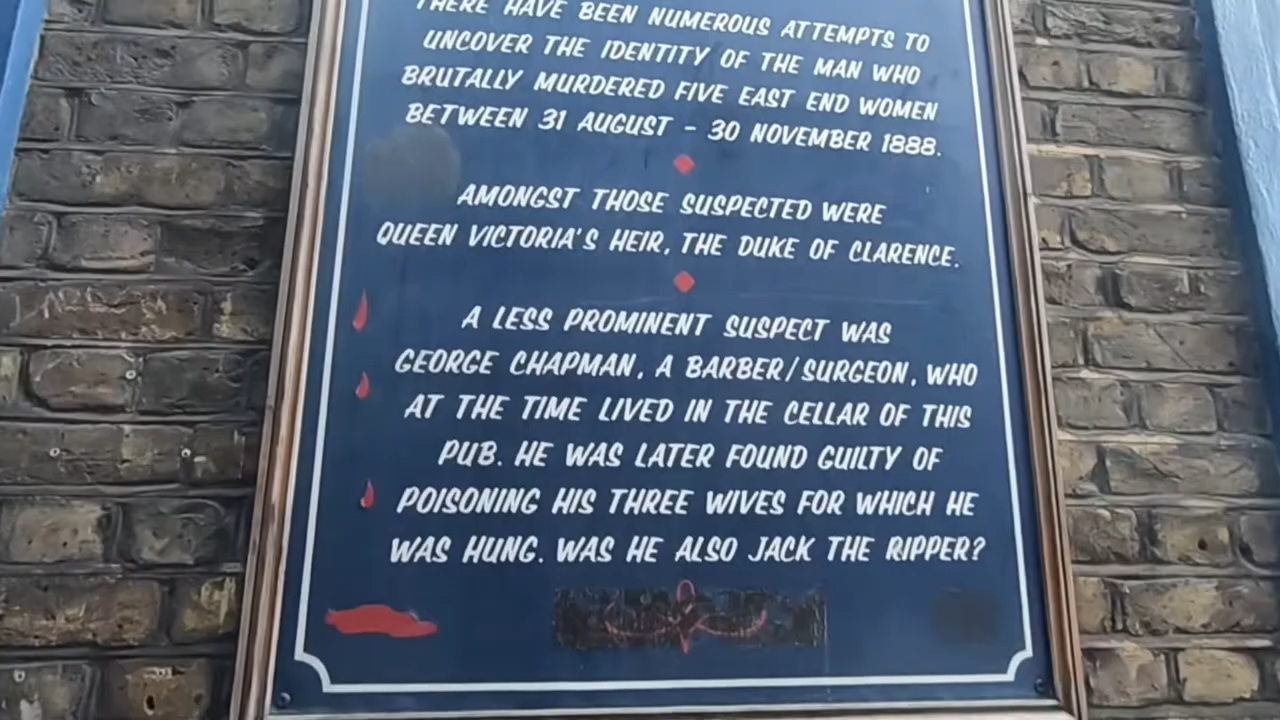 THERE HAVE BEEN NUMEROUS ATTEMPTS TO
UNCOVER THE IDENTITY OF THE MAN WHO
BRUTALLY MURDERED FIVE EAST END WOMEN
BETWEEN 31 AUGUST - 30 NOVEMBER 1888.
AMONGST THOSE SUSPECTED WERE
QUEEN VICTORIA'S HEIR, THE DUKE OF CLARENCE.
A LESS PROMINENT SUSPECT WAS
GEORGE CHAPMAN, A BARBER/SURGEON, WHO
AT THE TIME LIVED IN THE CELLAR OF THIS
PUB. HE WAS LATER FOUND GUILTY OF
POISONING HIS THREE WIVES FOR WHICH HE
WAS HUNG. WAS HE ALSO JACK THE RIPPER?